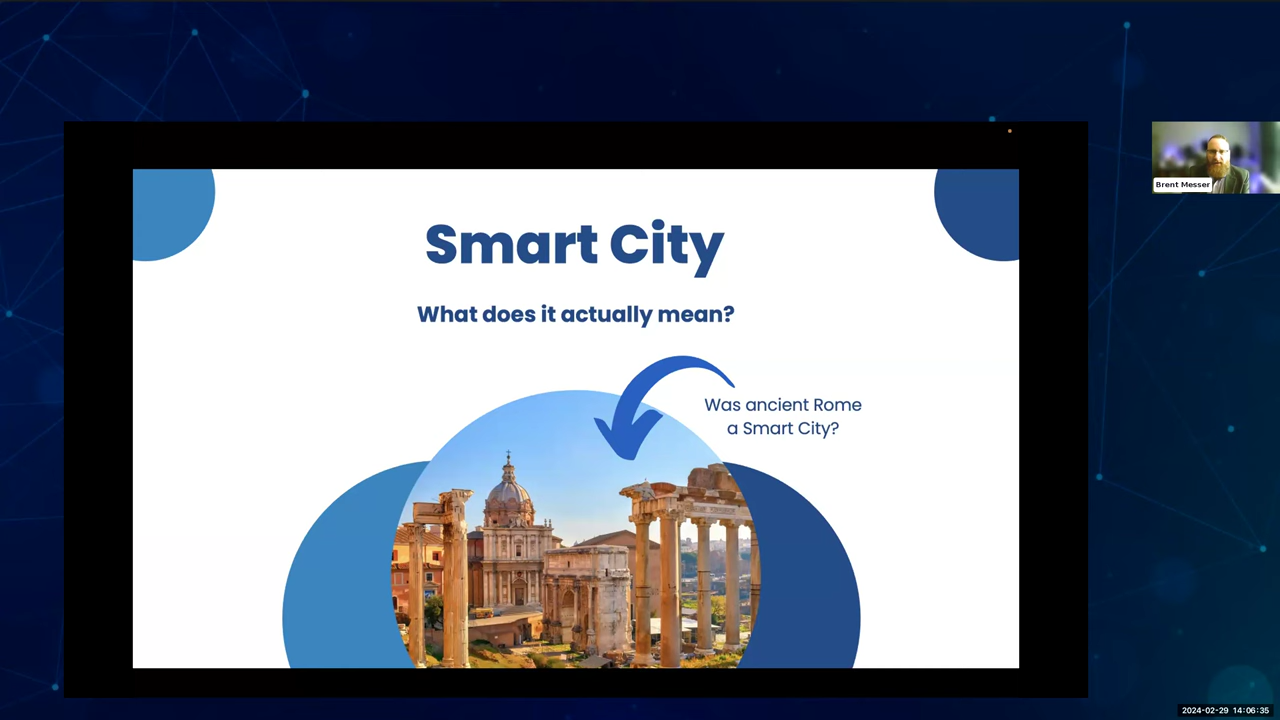 Smart City
What does it actually mean?
Was ancient Rome
a Smart City?
Brent Messer
2024-02-29 14:06:35